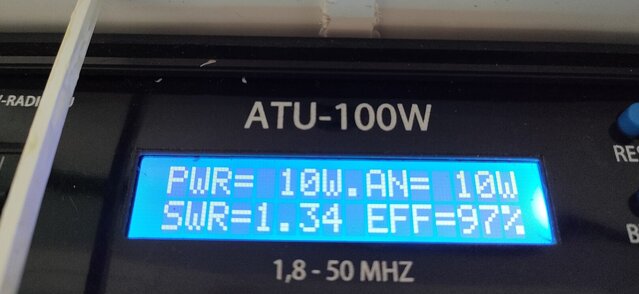 ATU-100W
PWR= 10W.AN= 10W
SWR=1.34 EFF=97%
1,8 - 50 MHZ